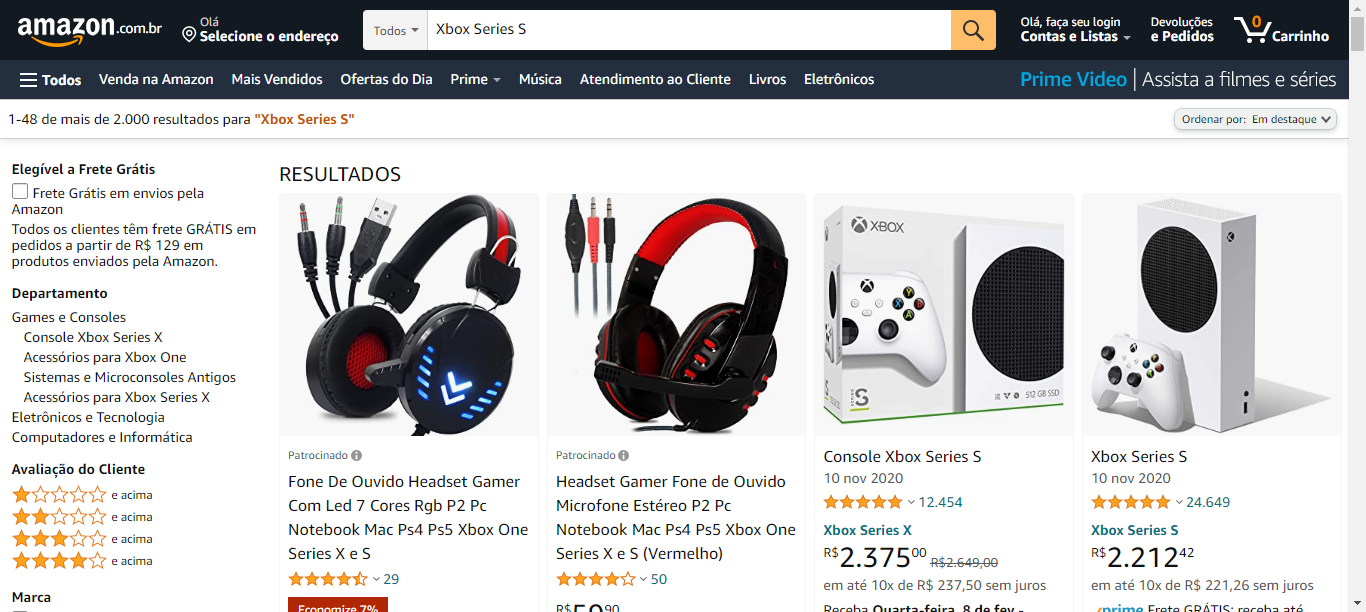 amazon.com.br
Olá
Selecione o endereço
Todos
Xbox Series S
Olá, faça seu login
Contas e Listas
Devoluções
e Pedidos
0
Carrinho
Todos
Venda na Amazon
Mais Vendidos
Ofertas do Dia
Prime
Música
Atendimento ao Cliente
Livros
Eletrônicos
Prime Video | Assista a filmes e séries
1-48 de mais de 2.000 resultados para "Xbox Series S"
Ordenar por: Em destaque
Elegível a Frete Grátis
Frete Grátis em envios pela
Amazon
Todos os clientes têm frete GRÁTIS em
pedidos a partir de R$ 129 em
produtos enviados pela Amazon.
Departamento
Games e Consoles
Console Xbox Series X
Acessórios para Xbox One
Sistemas e Microconsoles Antigos
Acessórios para Xbox Series X
Eletrônicos e Tecnologia
Computadores e Informática
Avaliação do Cliente
e acima
e acima
e acima
e acima
Marca
RESULTADOS
Patrocinado
Fone De Ouvido Headset Gamer
Com Led 7 Cores Rgb P2 Pc
Notebook Mac Ps4 Ps5 Xbox One
Series X e S
29
Economize 7%
Patrocinado
Headset Gamer Fone de Ouvido
Microfone Estéreo P2 Pc
Notebook Mac Ps4 Ps5 Xbox One
Series X e S (Vermelho)
50
R$5990
XBOX
Y
X
B
A
SERIES
S
512 GB SSD
Console Xbox Series S
10 nov 2020
12.454
Xbox Series X
R$2.37500 R$2.649,00
em até 10x de R$ 237,50 sem juros
Receba Quarta-feira, 8 de fev -
Xbox Series S
10 nov 2020
24.649
Xbox Series S
R$2.21242
em até 10x de R$ 221,26 sem juros
prime Frete GRÁTIS: receba até